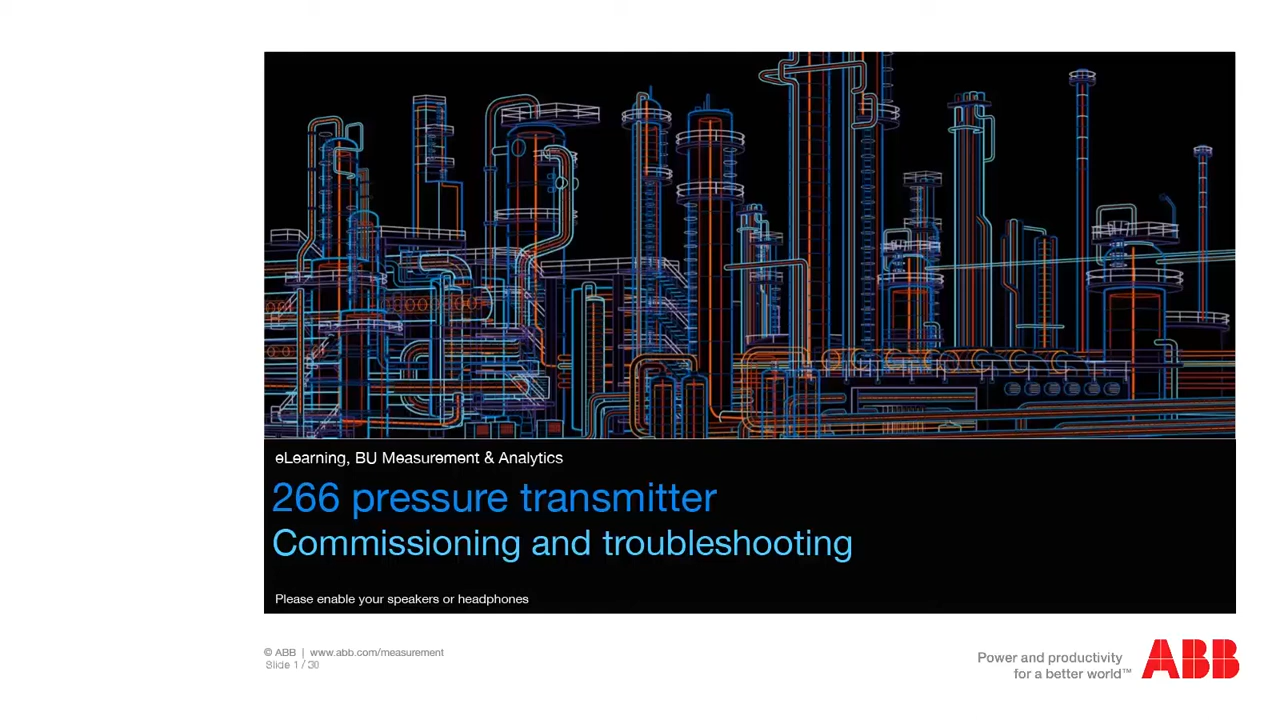 eLearning, BU Measurement & Analytics
266 pressure transmitter
Commissioning and troubleshooting
Please enable your speakers or headphones
© ABB | www.abb.com/measurement
Slide 1 / 30
Power and productivity
for a better world™
ABB